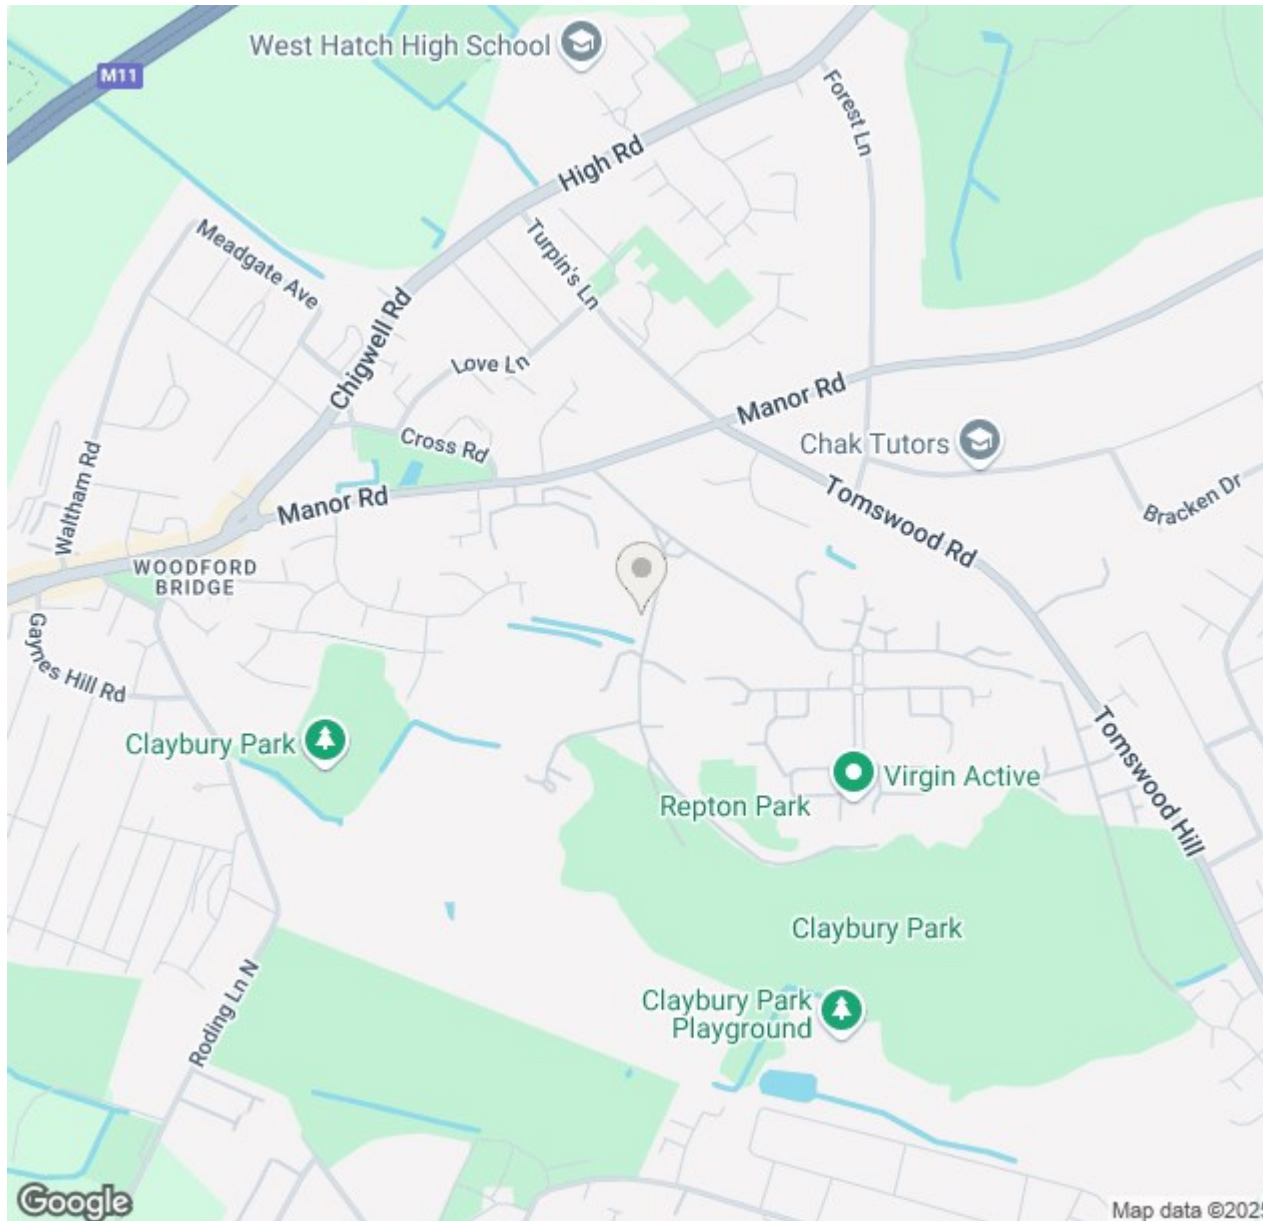 West Hatch High School
M11
Forest Ln
High Rd
Meadgate Ave
Turpin's Ln
Chigwell Rd
Love Ln
Manor Rd
Cross Rd
Chak Tutors
Waltham Rd
Tomswood Rd
Bracken Dr
Manor Rd
WOODFORD
BRIDGE
Gaynes Hill Rd
Claybury Park
Tomswood Hill
Virgin Active
Repton Park
Claybury Park
Roding Ln N
Claybury Park
Playground
Google
Map data ©2025